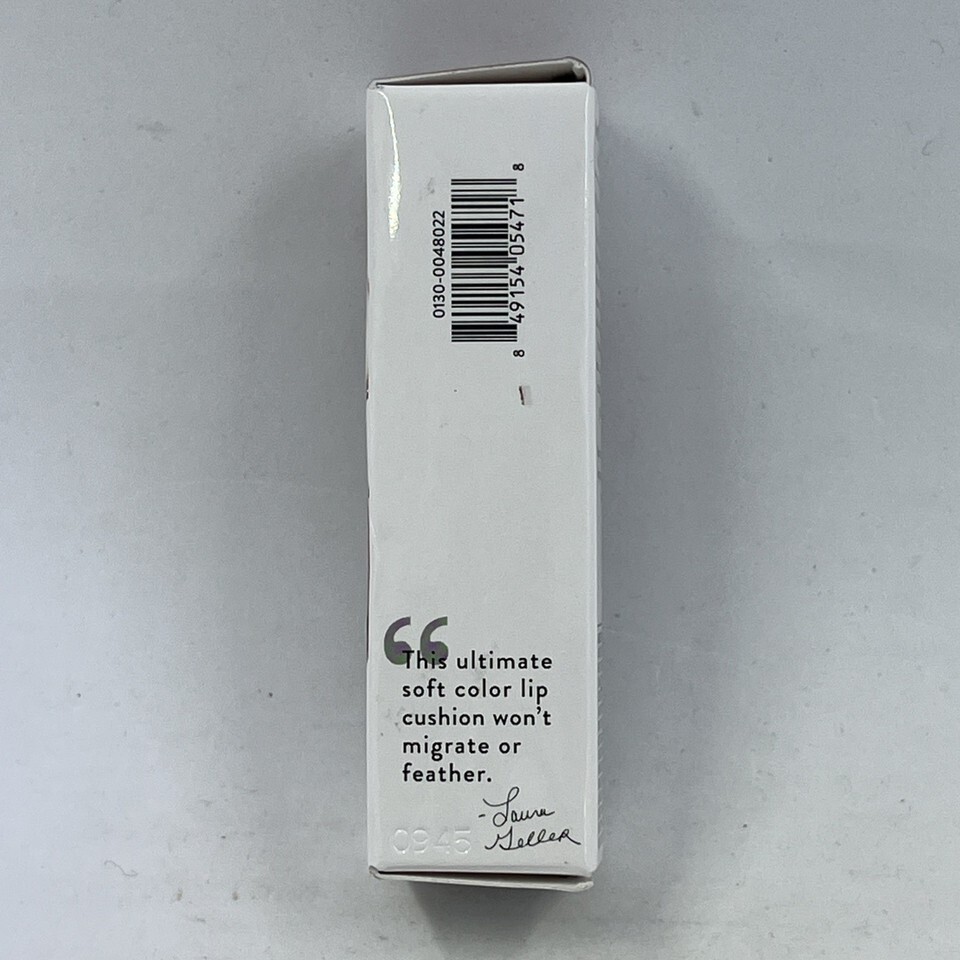 0130-0048022
8 49154 05471 8
“
This ultimate
soft color lip
cushion won't
migrate or
feather.
- Laura
Geller
0945